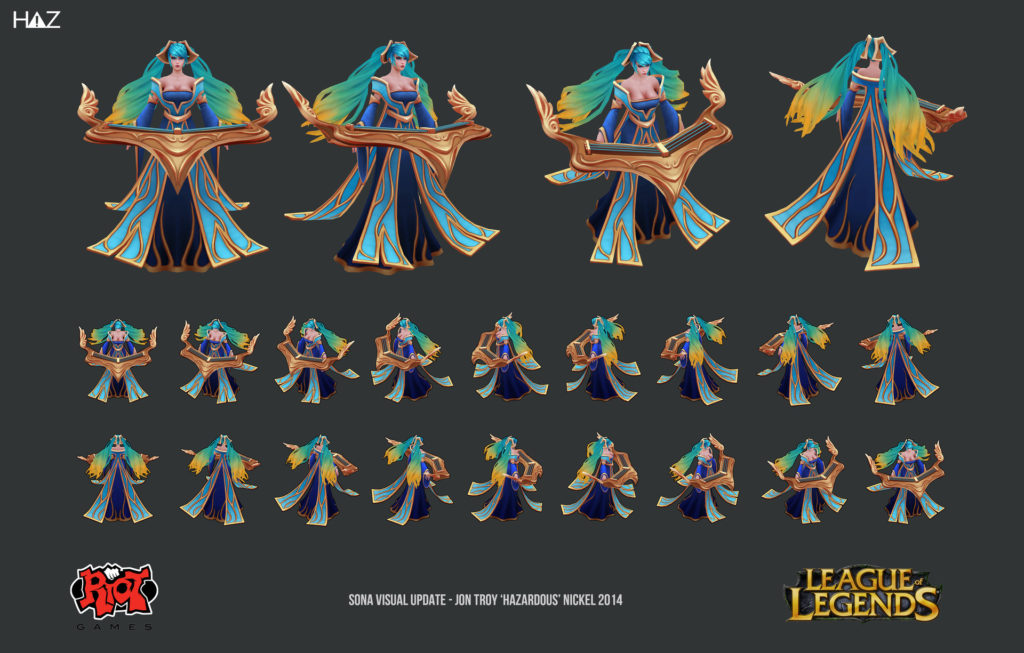 HAZ
RIOT
GAMES
SONA VISUAL UPDATE - JON TROY 'HAZARDOUS' NICKEL 2014
LEAGUE of
LEGENDS